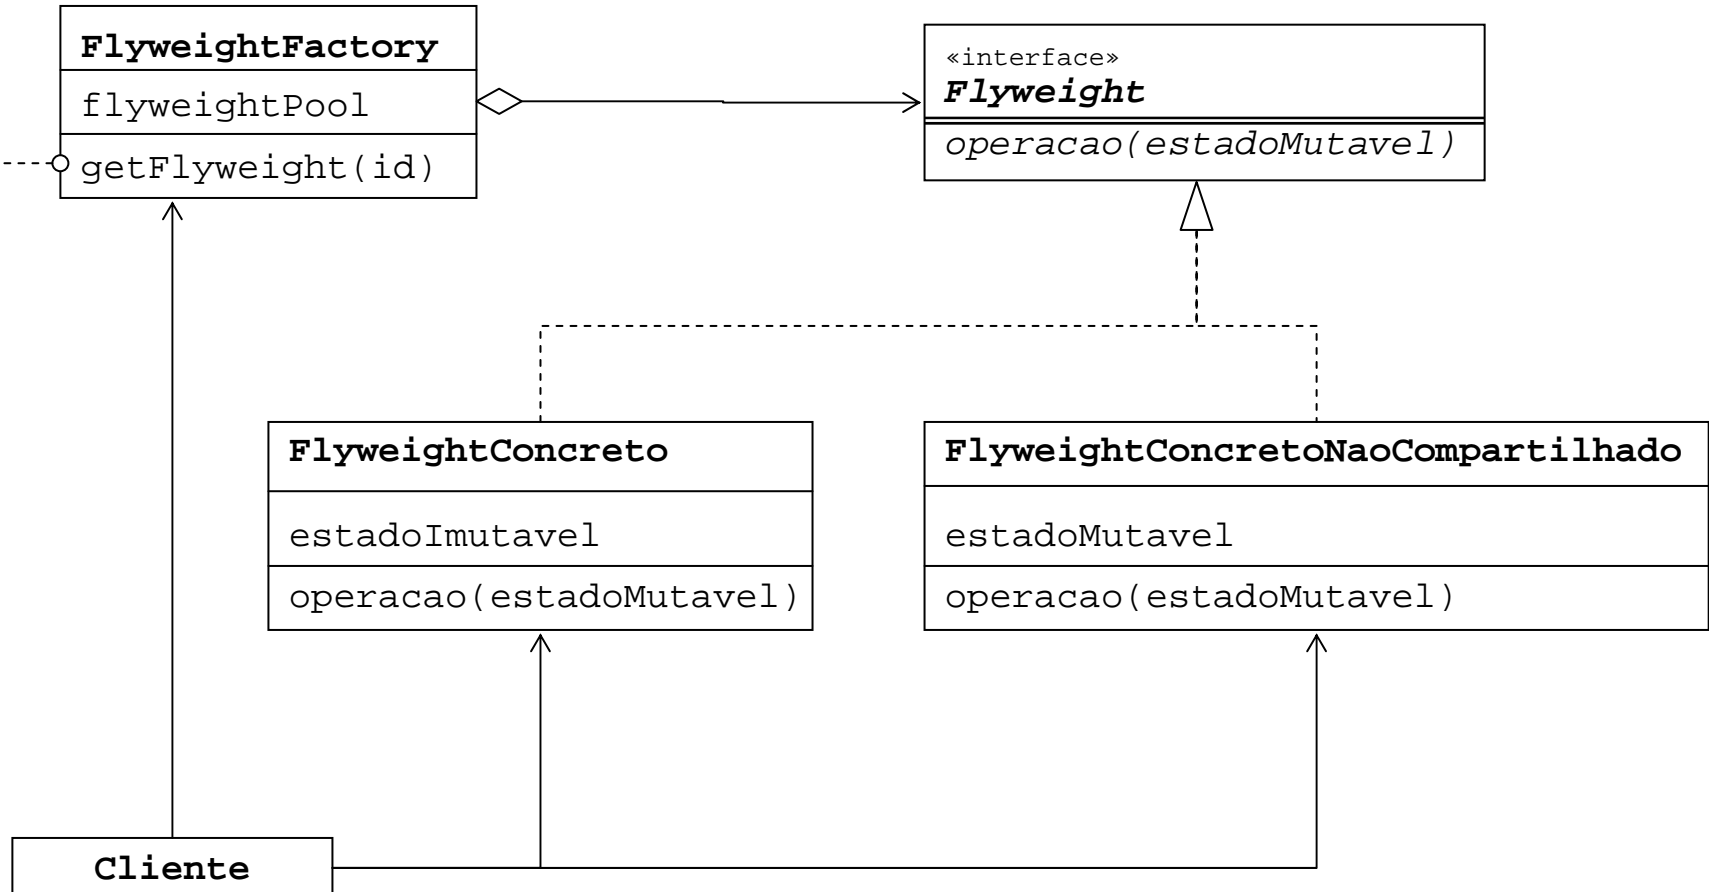 FlyweightFactory
flyweightPool
getFlyweight(id)
«interface»
Flyweight
operacao(estadoMutavel)
FlyweightConcreto
estadoImutavel
operacao(estadoMutavel)
FlyweightConcretoNaoCompartilhado
estadoMutavel
operacao(estadoMutavel)
Cliente